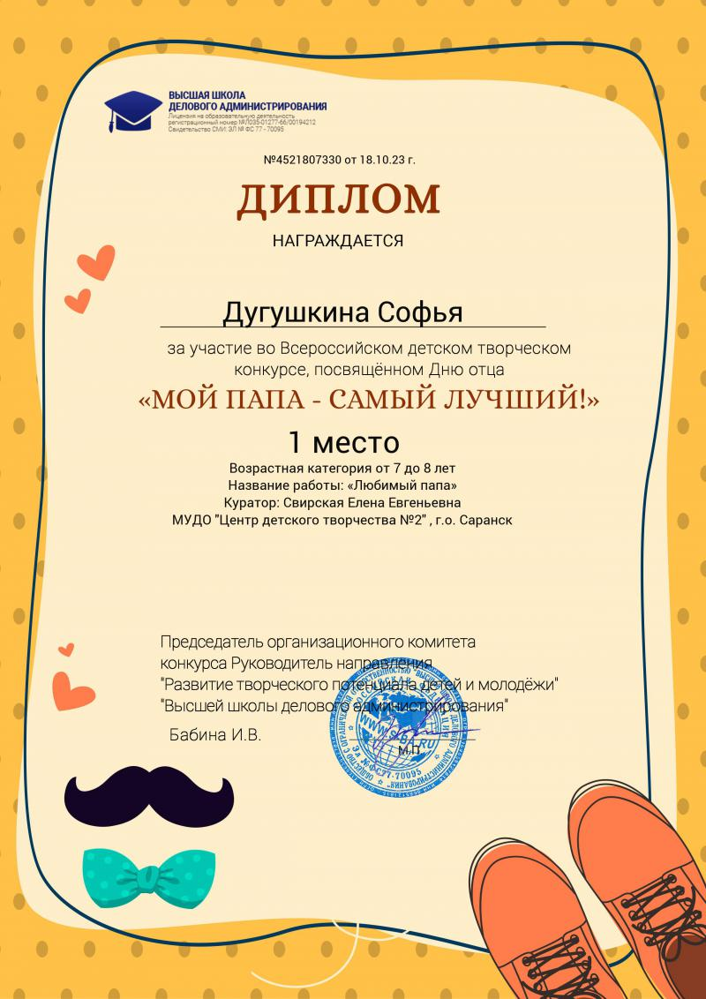 ВЫСШАЯ ШКОЛА
ДЕЛОВОГО АДМИНИСТРИРОВАНИЯ
Лицензия на образовательную деятельность
регистрационный номер №Л035-01277-66/00194212
Свидетельство СМИ: ЭЛ № ФС 77 - 70095
№4521807330 от 18.10.23 г.
ДИПЛОМ
НАГРАЖДАЕТСЯ
Дугушкина Софья
за участие во Всероссийском детском творческом
конкурсе, посвящённом Дню отца
«МОЙ ПАПА - САМЫЙ ЛУЧШИЙ!»
1 место
Возрастная категория от 7 до 8 лет
Название работы: «Любимый папа»
Куратор: Свирская Елена Евгеньевна
МУДО "Центр детского творчества №2" , г.о. Саранск
Председатель организационного комитета
конкурса Руководитель направления
"Развитие творческого потенциала детей и молодёжи"
"Высшей школы делового администрирования"
Бабина И.В.
М.П.